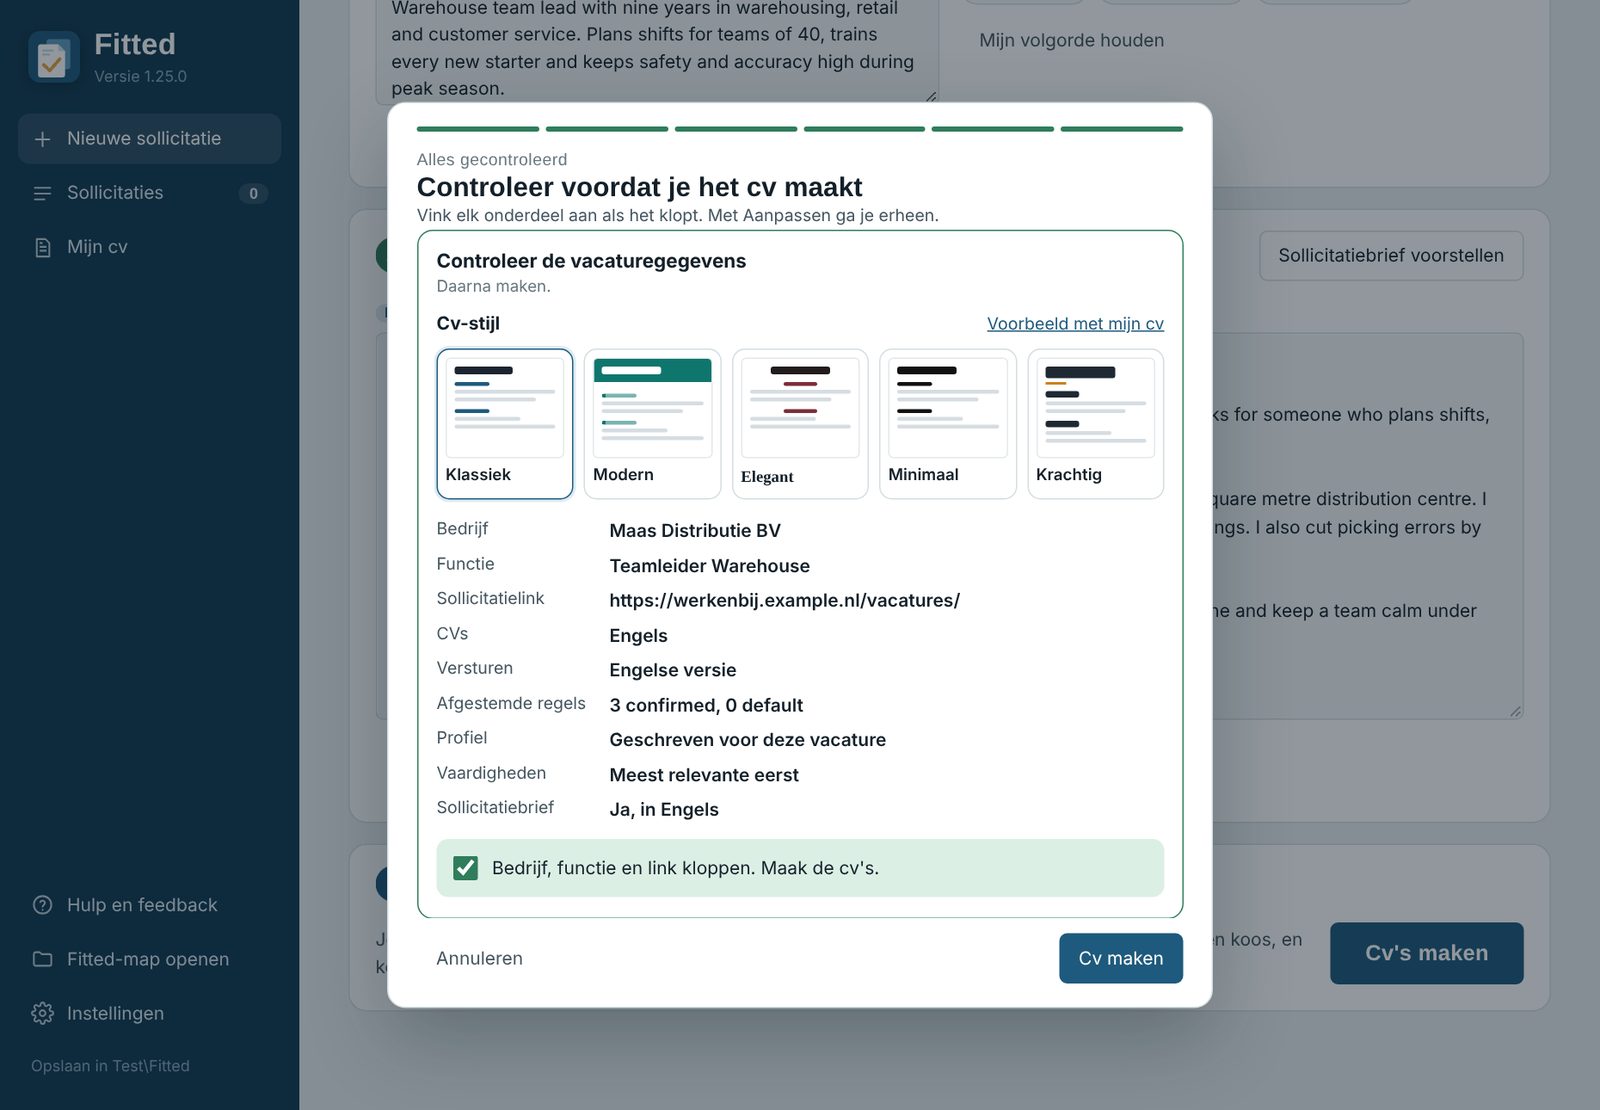 Fitted
Versie 1.25.0
Nieuwe sollicitatie
Sollicitaties
0
Mijn cv
Hulp en feedback
Fitted-map openen
Instellingen
Opslaan in Test\Fitted
Warehouse team lead with nine years in warehousing, retail
and customer service. Plans shifts for teams of 40, trains
every new starter and keeps safety and accuracy high during
peak season.
Mijn volgorde houden
Sollicitatiebrief voorstellen
Alles gecontroleerd
Controleer voordat je het cv maakt
Vink elk onderdeel aan als het klopt. Met Aanpassen ga je erheen.
Controleer de vacaturegegevens
Daarna maken.
Cv-stijl
Voorbeeld met mijn cv
Klassiek
Modern
Elegant
Minimaal
Krachtig
Bedrijf
Maas Distributie BV
Functie
Teamleider Warehouse
Sollicitatielink
https://werkenbij.example.nl/vacatures/
CVs
Engels
Versturen
Engelse versie
Afgestemde regels
3 confirmed, 0 default
Profiel
Geschreven voor deze vacature
Vaardigheden
Meest relevante eerst
Sollicitatiebrief
Ja, in Engels
Bedrijf, functie en link kloppen. Maak de cv's.
Annuleren
Cv maken
for someone who plans shifts,
metre distribution centre. I
I also cut picking errors by
and keep a team calm under
koos, en
Cv's maken